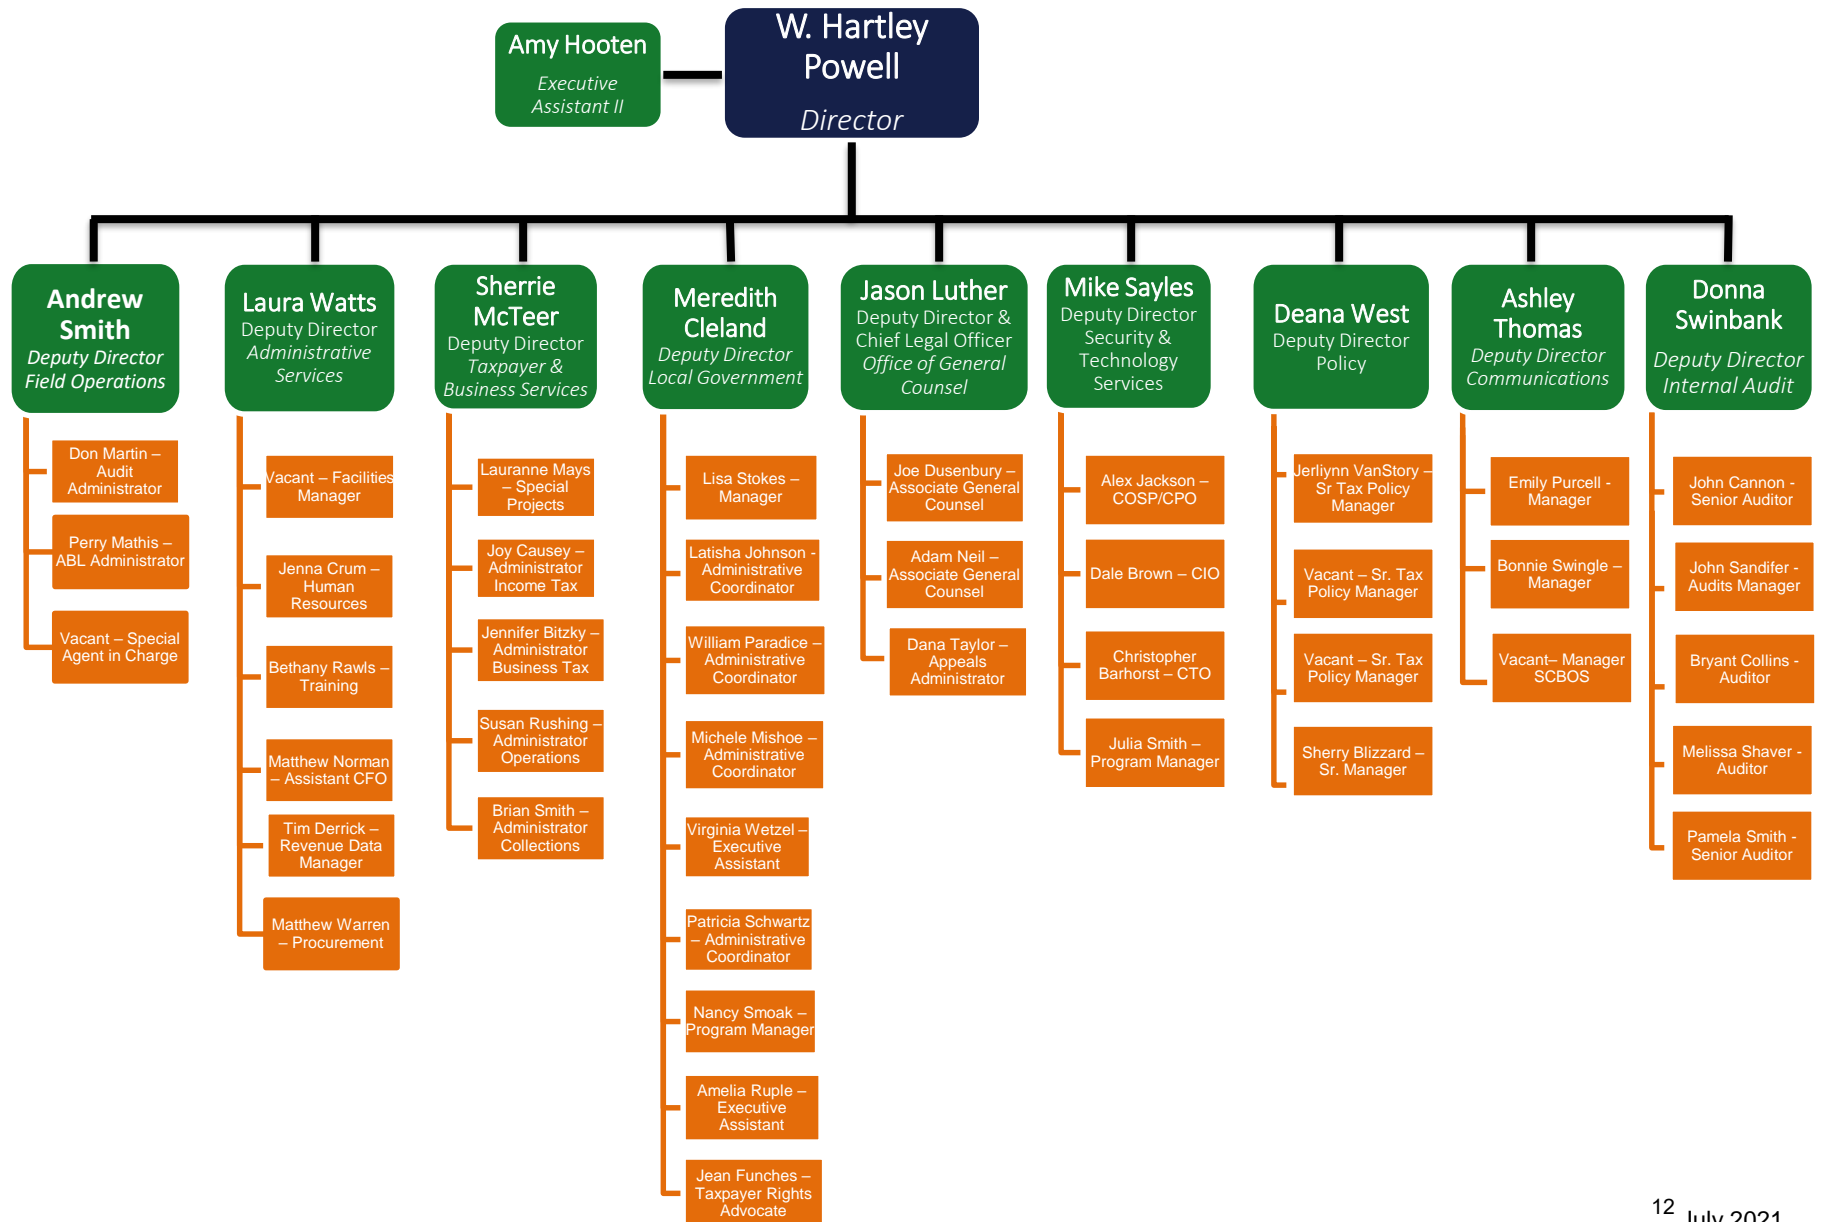 Amy Hooten
Executive
Assistant II
W. Hartley
Powell
Director
Andrew
Smith
Deputy Director
Field Operations
Don Martin –
Audit
Administrator
Perry Mathis –
ABL Administrator
Vacant – Special
Agent in Charge
Laura Watts
Deputy Director
Administrative
Services
Vacant – Facilities
Manager
Jenna Crum –
Human
Resources
Bethany Rawls –
Training
Matthew Norman
– Assistant CFO
Tim Derrick –
Revenue Data
Manager
Matthew Warren
– Procurement
Sherrie
McTeer
Deputy Director
Taxpayer &
Business Services
Lauranne Mays
– Special
Projects
Joy Causey –
Administrator
Income Tax
Jennifer Bitzky –
Administrator
Business Tax
Susan Rushing –
Administrator
Operations
Brian Smith –
Administrator
Collections
Meredith
Cleland
Deputy Director
Local Government
Lisa Stokes –
Manager
Latisha Johnson -
Administrative
Coordinator
William Paradice –
Administrative
Coordinator
Michele Mishoe –
Administrative
Coordinator
Virginia Wetzel –
Executive
Assistant
Patricia Schwartz
– Administrative
Coordinator
Nancy Smoak –
Program Manager
Amelia Ruple –
Executive
Assistant
Jean Funches –
Taxpayer Rights
Advocate
Jason Luther
Deputy Director &
Chief Legal Officer
Office of General
Counsel
Joe Dusenbury –
Associate General
Counsel
Adam Neil –
Associate General
Counsel
Dana Taylor –
Appeals
Administrator
Mike Sayles
Deputy Director
Security &
Technology
Services
Alex Jackson –
COSP/CPO
Dale Brown – CIO
Christopher
Barhorst – CTO
Julia Smith –
Program Manager
Deana West
Deputy Director
Policy
Jerliynn VanStory –
Sr Tax Policy
Manager
Vacant – Sr. Tax
Policy Manager
Vacant – Sr. Tax
Policy Manager
Sherry Blizzard –
Sr. Manager
Ashley
Thomas
Deputy Director
Communications
Emily Purcell -
Manager
Bonnie Swingle –
Manager
Vacant– Manager
SCBOS
Donna
Swinbank
Deputy Director
Internal Audit
John Cannon -
Senior Auditor
John Sandifer -
Audits Manager
Bryant Collins -
Auditor
Melissa Shaver -
Auditor
Pamela Smith -
Senior Auditor
12 July 2021